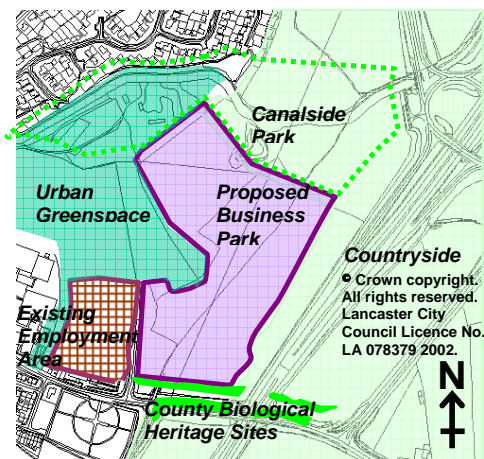 Canalside
Park
Urban
Greenspace
Proposed
Business
Park
Countryside
© Crown copyright.
All rights reserved.
Lancaster City
Council Licence No.
LA 078379 2002.
Existing
Employment
Area
N
County Biological
Heritage Sites